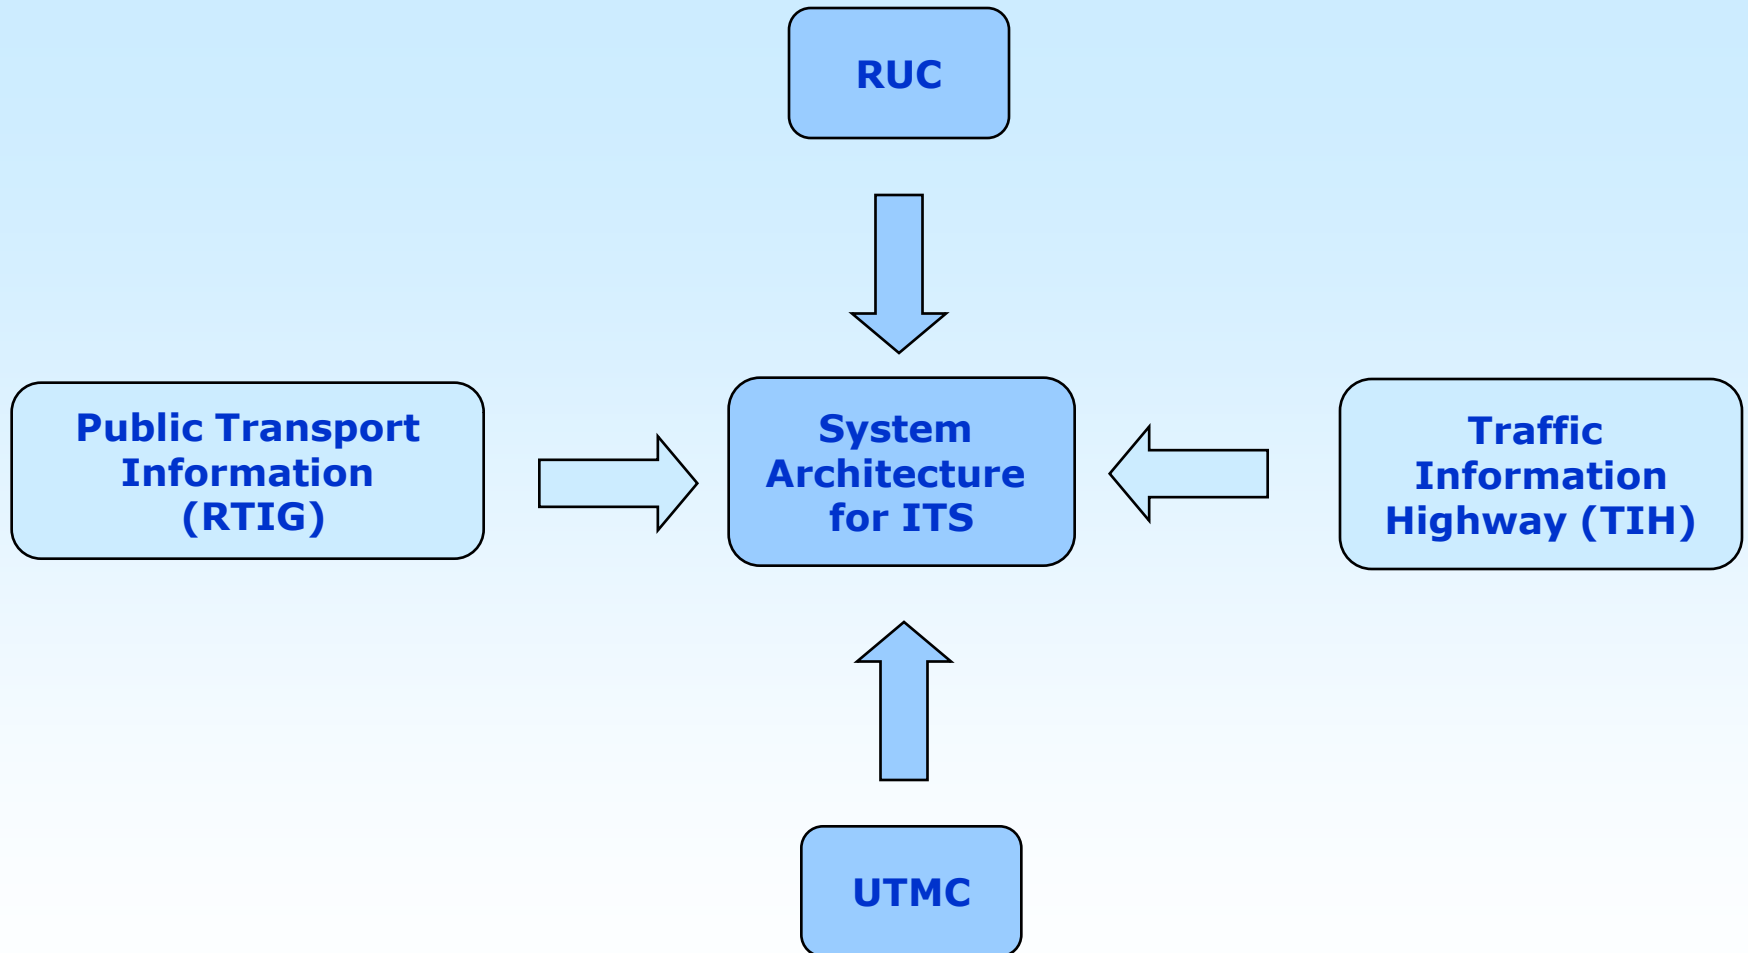 RUC
Public Transport
Information
(RTIG)
System
Architecture
for ITS
Traffic
Information
Highway (TIH)
UTMC